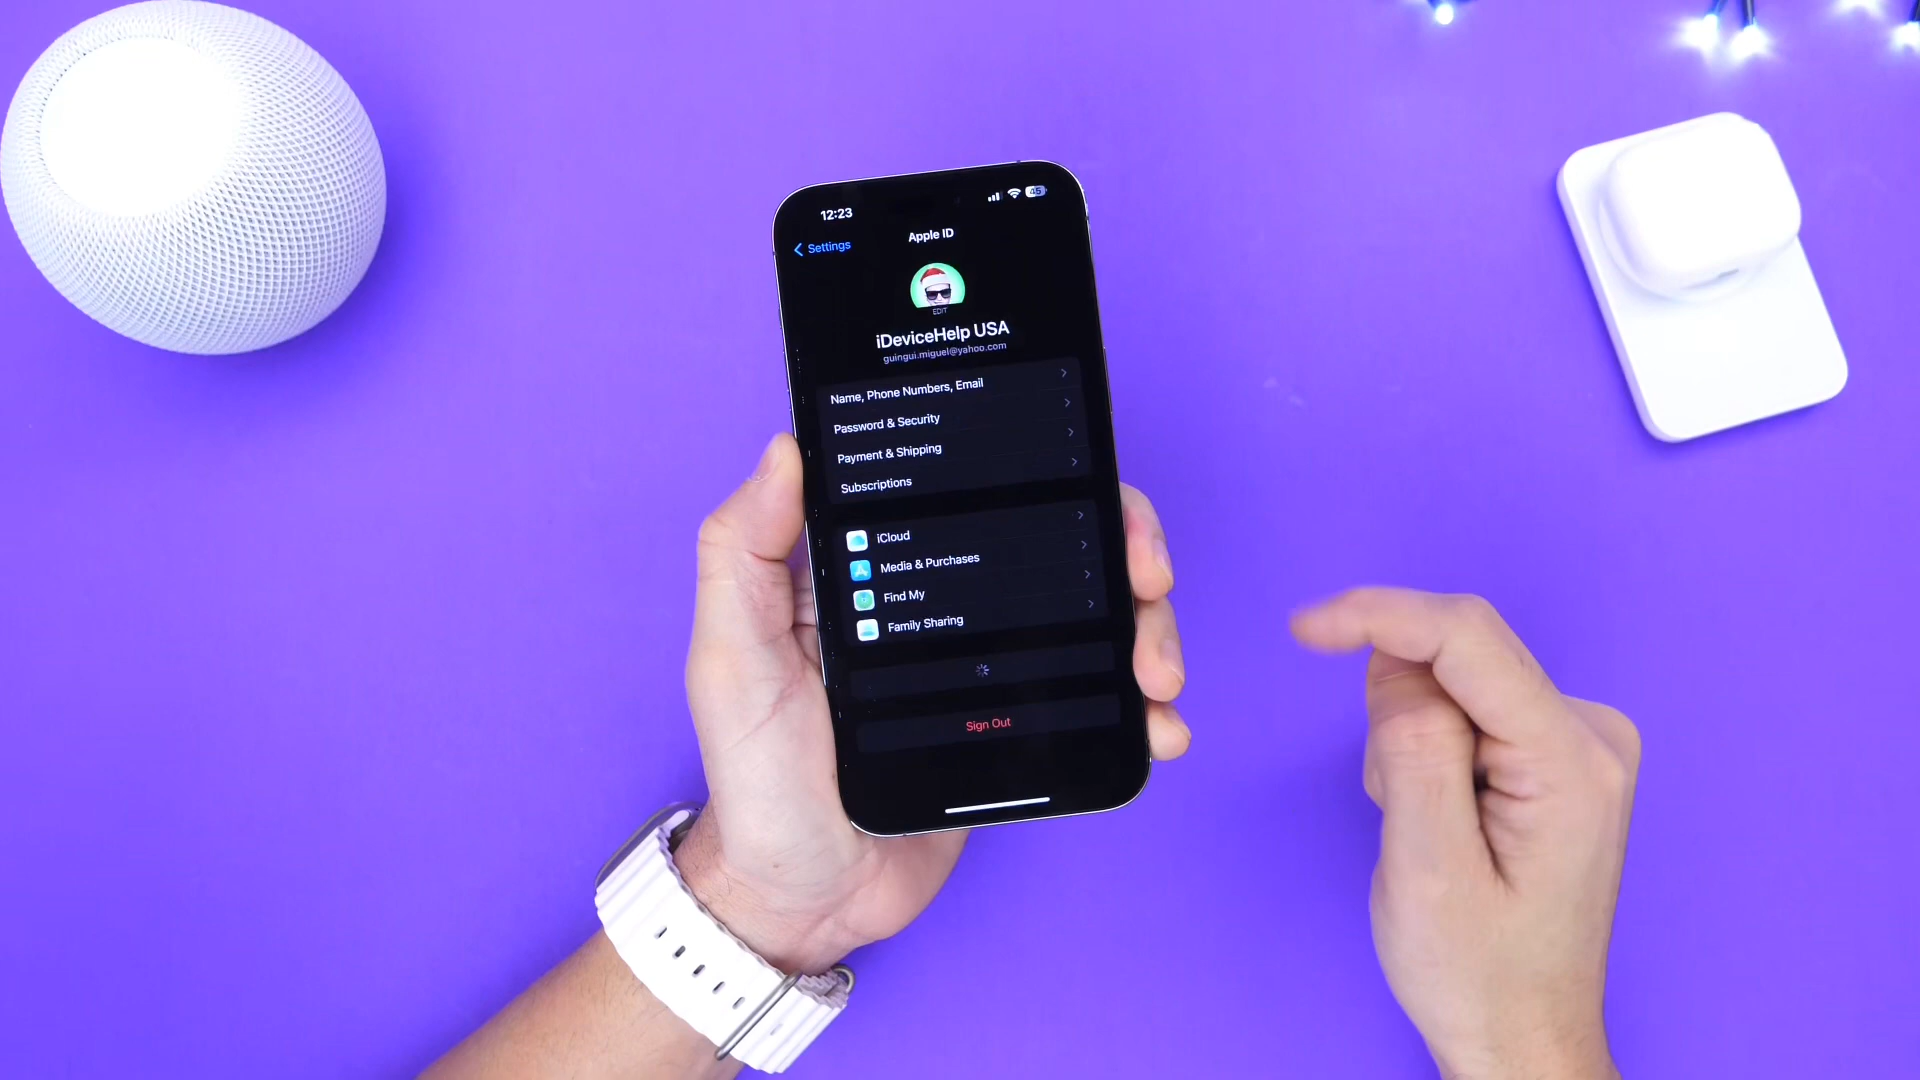 12:23
45
Settings
Apple ID
EDIT
iDeviceHelp USA
guingui.miguel@yahoo.com
Name, Phone Numbers, Email
Password & Security
Payment & Shipping
Subscriptions
iCloud
Media & Purchases
Find My
Family Sharing
Sign Out